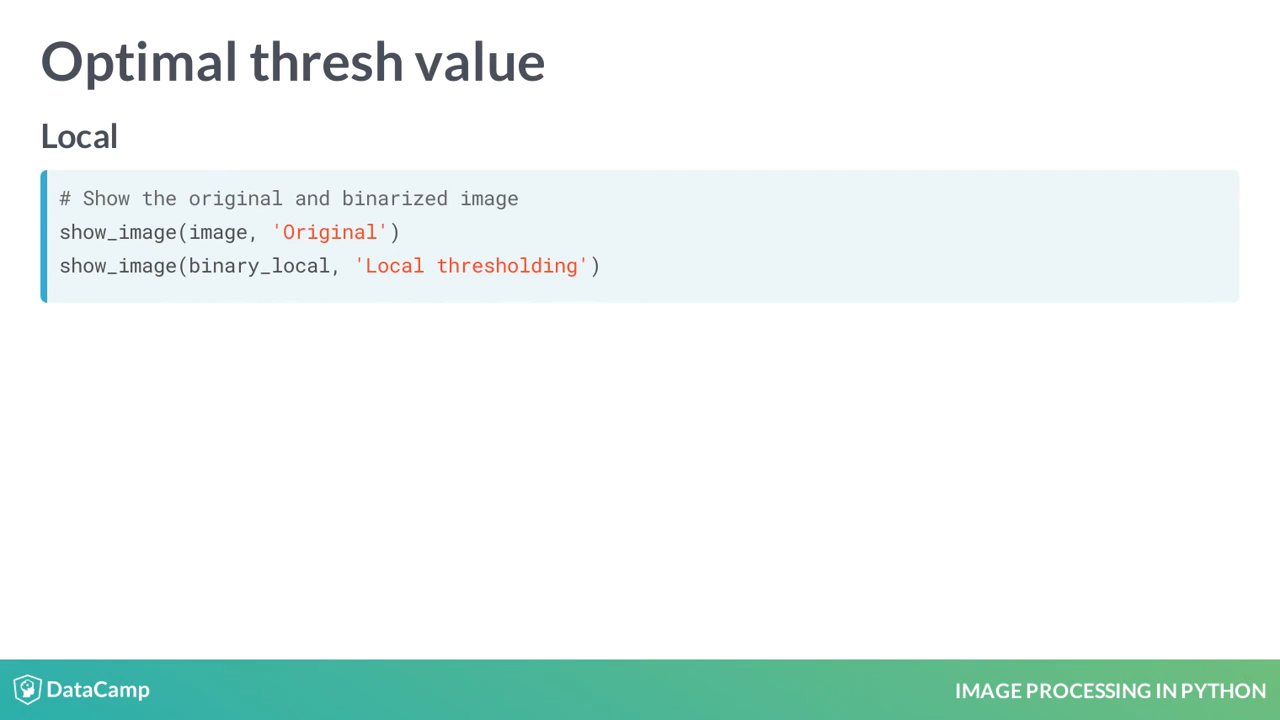 Optimal thresh value
Local
# Show the original and binarized image
show_image(image, 'Original')
show_image(binary_local, 'Local thresholding')
DataCamp
IMAGE PROCESSING IN PYTHON